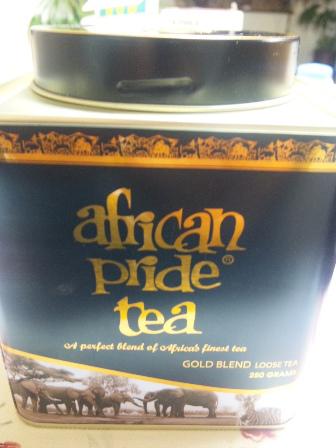 african
pride®
tea
A perfect blend of Africa's finest tea
GOLD BLEND LOOSE TEA
250 GRAMS